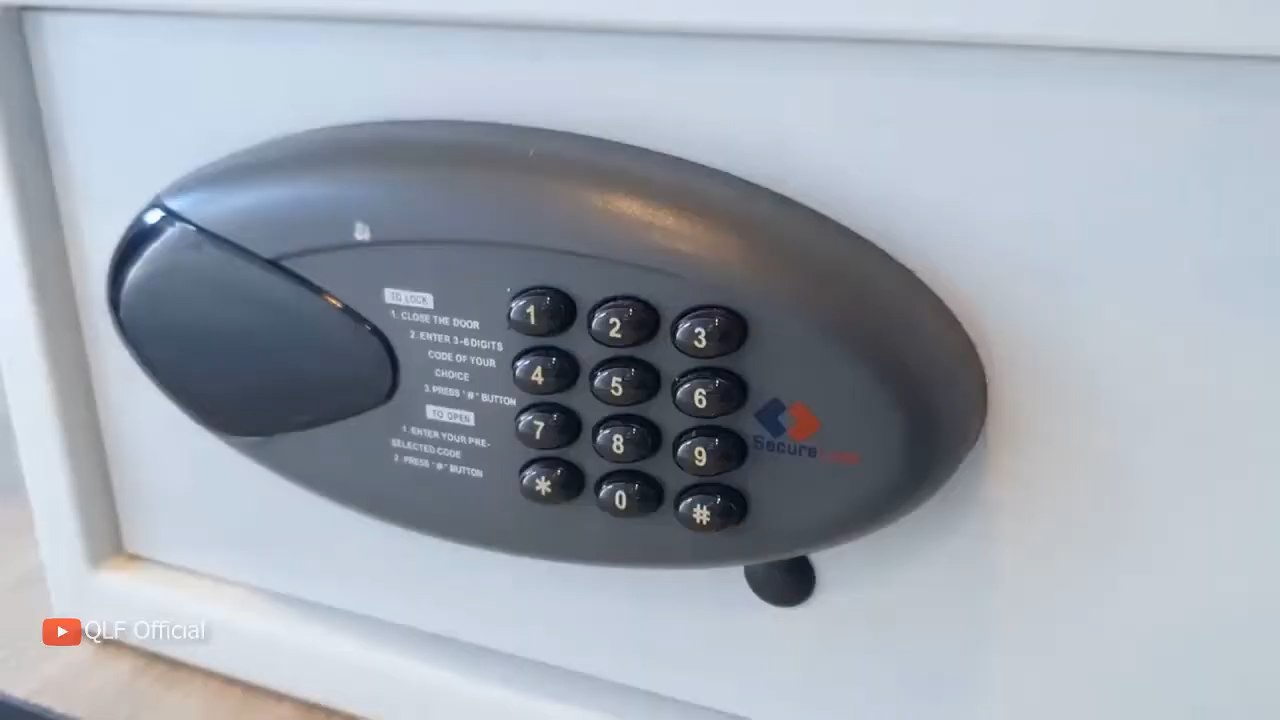 TO LOCK
1. CLOSE THE DOOR
2. ENTER 3-6 DIGITS
CODE OF YOUR
CHOICE
3. PRESS "#" BUTTON
TO OPEN
1. ENTER YOUR PRE-
SELECTED CODE
2. PRESS "#" BUTTON
1 2 3
4 5 6
7 8 9
* 0 #
Secure
QLF Official